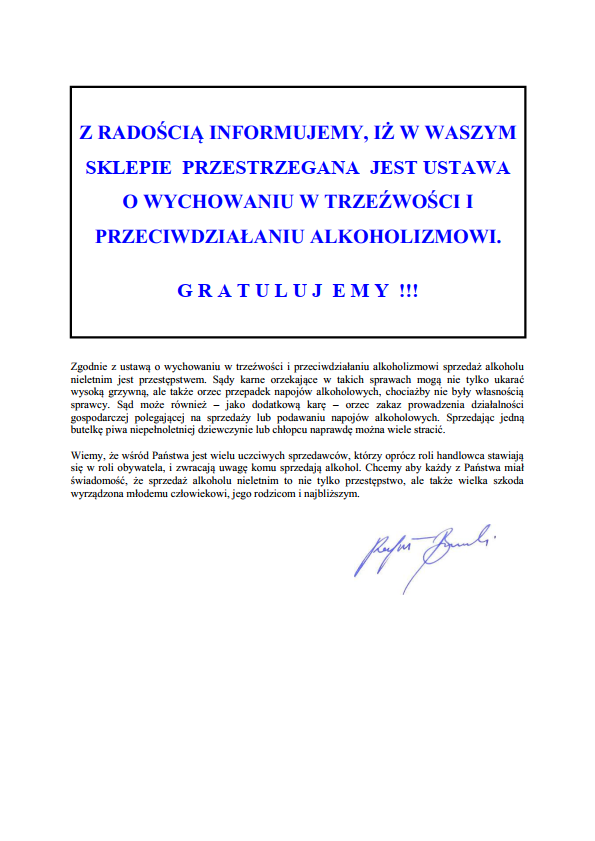 Z RADOŚCIĄ INFORMUJEMY, IŻ W WASZYM
SKLEPIE PRZESTRZEGANA JEST USTAWA
O WYCHOWANIU W TRZEŹWOŚCI I
PRZECIWDZIAŁANIU ALKOHOLIZMOWI.
G R A T U L U J E M Y !!!
Zgodnie z ustawą o wychowaniu w trzeźwości i przeciwdziałaniu alkoholizmowi sprzedaż alkoholu
nieletnim jest przestępstwem. Sądy karne orzekające w takich sprawach mogą nie tylko ukarać
wysoką grzywną, ale także orzec przepadek napojów alkoholowych, chociażby nie były własnością
sprawcy. Sąd może również – jako dodatkową karę – orzec zakaz prowadzenia działalności
gospodarczej polegającej na sprzedaży lub podawaniu napojów alkoholowych. Sprzedając jedną
butelkę piwa niepełnoletniej dziewczynie lub chłopcu naprawdę można wiele stracić.
Wiemy, że wśród Państwa jest wielu uczciwych sprzedawców, którzy oprócz roli handlowca stawiają
się w roli obywatela, i zwracają uwagę komu sprzedają alkohol. Chcemy aby każdy z Państwa miał
świadomość, że sprzedaż alkoholu nieletnim to nie tylko przestępstwo, ale także wielka szkoda
wyrządzona młodemu człowiekowi, jego rodzicom i najbliższym.